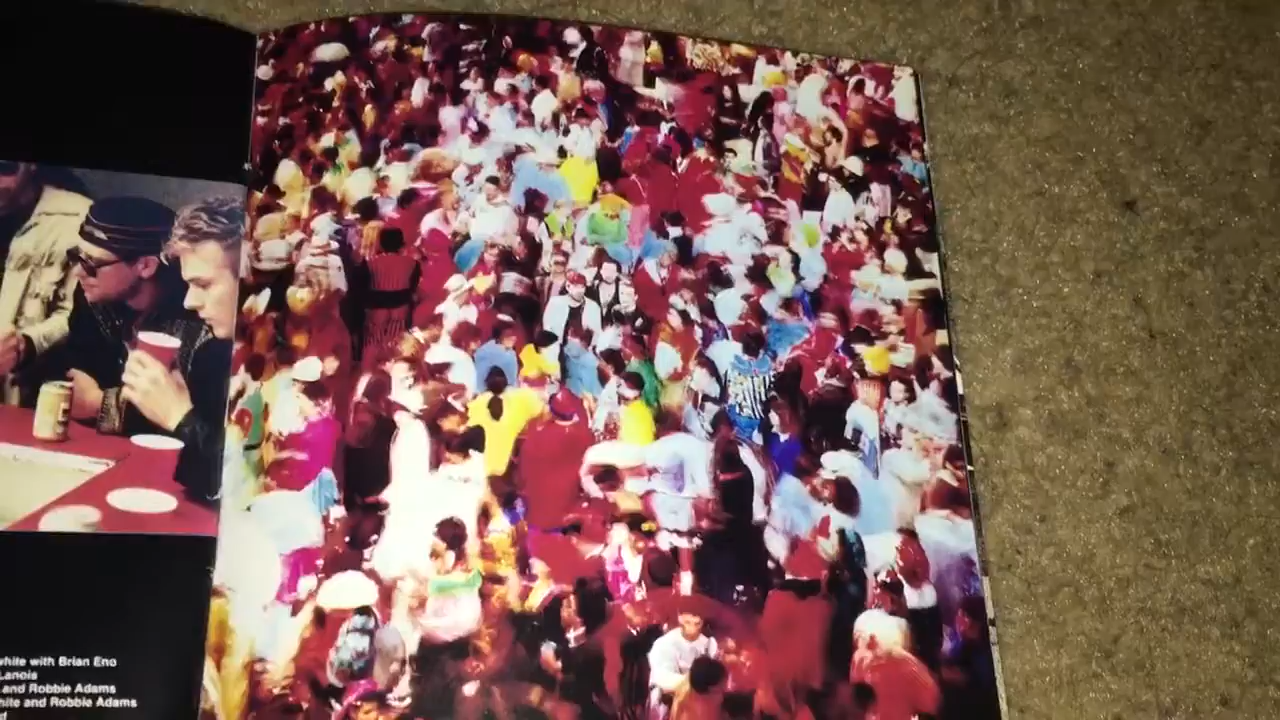 white with Brian Eno
Lanois
and Robbie Adams
white and Robbie Adams